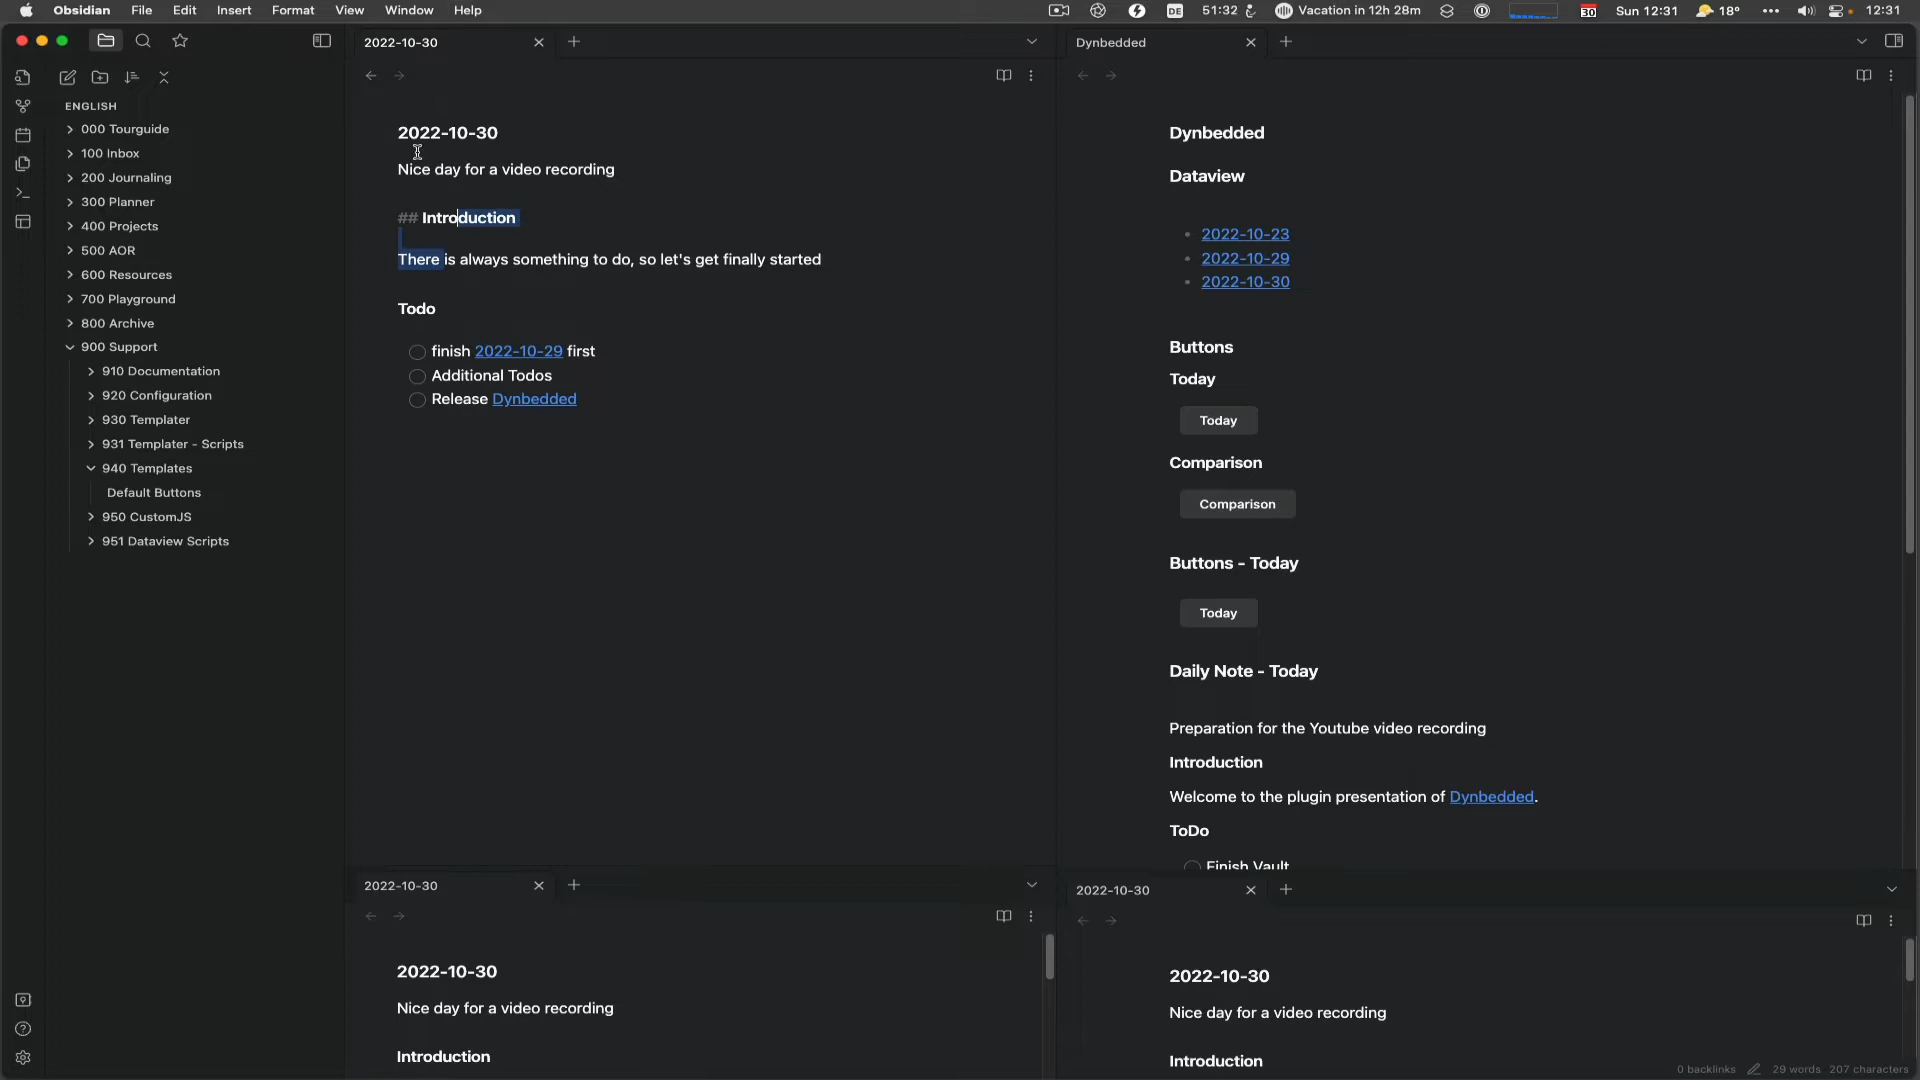 Obsidian File Edit Insert Format View Window Help
DE 51:32 Vacation in 12h 28m 30 Sun 12:31 18° 12:31
ENGLISH
000 Tourguide
100 Inbox
200 Journaling
300 Planner
400 Projects
500 AOR
600 Resources
700 Playground
800 Archive
900 Support
910 Documentation
920 Configuration
930 Templater
931 Templater - Scripts
940 Templates
Default Buttons
950 CustomJS
951 Dataview Scripts
2022-10-30
2022-10-30
Nice day for a video recording
## Introduction
There is always something to do, so let's get finally started
Todo
finish 2022-10-29 first
Additional Todos
Release Dynbedded
Dynbedded
Dynbedded
Dataview
2022-10-23
2022-10-29
2022-10-30
Buttons
Today
Today
Comparison
Comparison
Buttons - Today
Today
Daily Note - Today
Preparation for the Youtube video recording
Introduction
Welcome to the plugin presentation of Dynbedded.
ToDo
Finish Vault
2022-10-30
2022-10-30
Nice day for a video recording
Introduction
2022-10-30
2022-10-30
Nice day for a video recording
Introduction
0 backlinks 29 words 207 characters